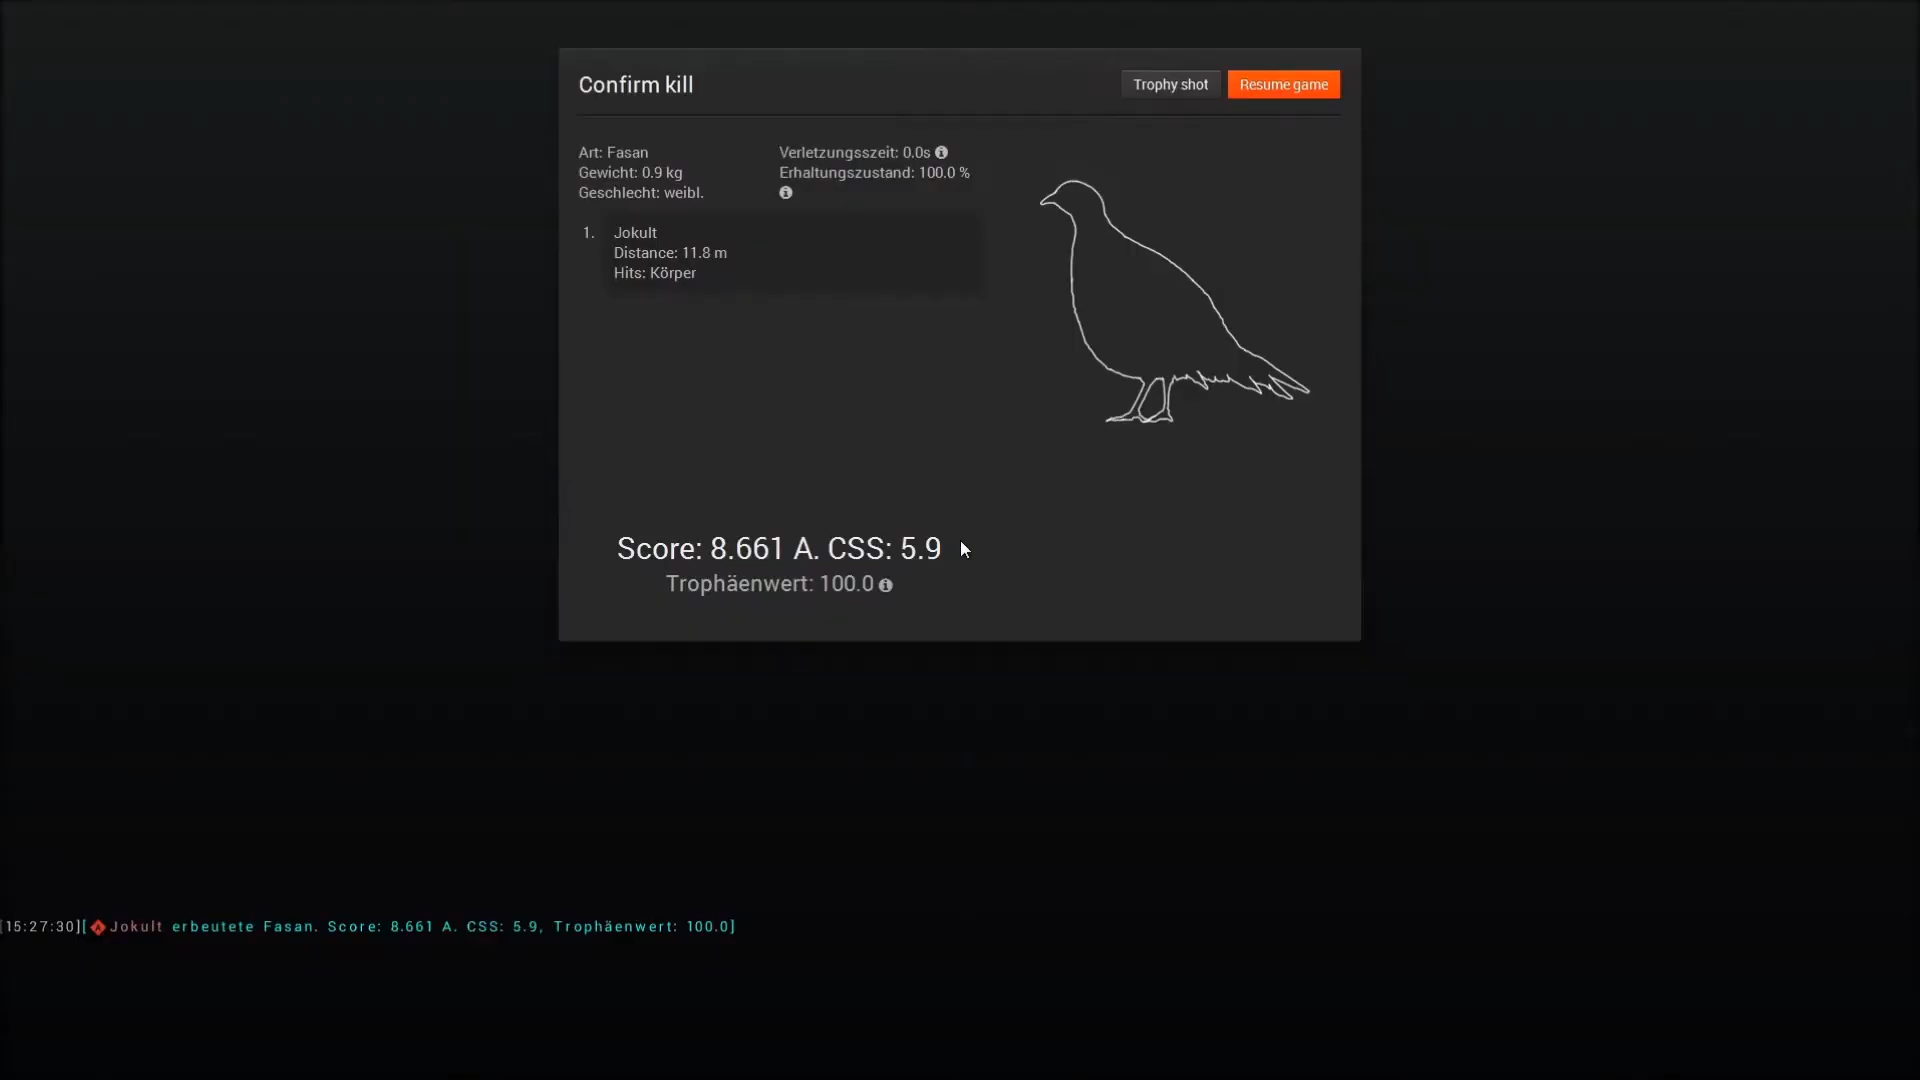 Confirm kill
Trophy shot
Resume game
Art: Fasan
Gewicht: 0.9 kg
Geschlecht: weibl.
Verletzungsszeit: 0.0s
Erhaltungszustand: 100.0 %
1. Jokult
Distance: 11.8 m
Hits: Körper
Score: 8.661 A. CSS: 5.9
Trophäenwert: 100.0
[15:27:30][Jokult erbeutete Fasan. Score: 8.661 A. CSS: 5.9, Trophäenwert: 100.0]